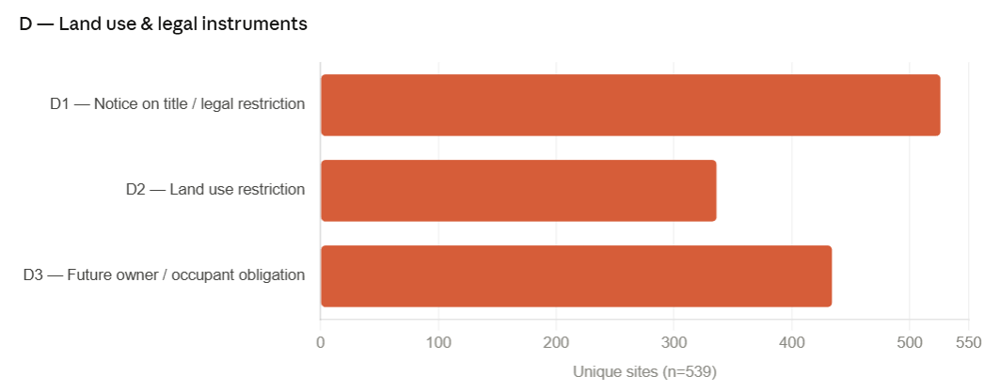 D — Land use & legal instruments
D1 — Notice on title / legal restriction
D2 — Land use restriction
D3 — Future owner / occupant obligation
0 100 200 300 400 500 550
Unique sites (n=539)